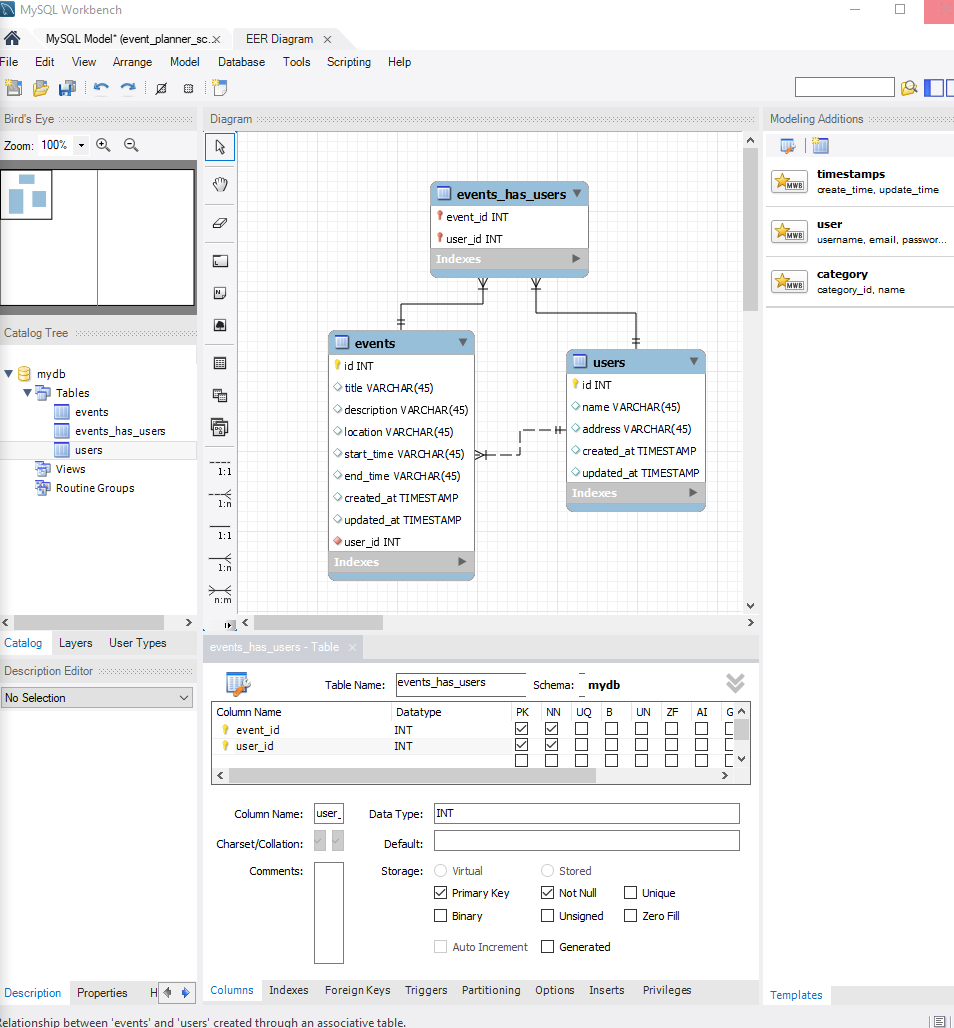 MySQL Workbench
MySQL Model* (event_planner_sc... EER Diagram
File Edit View Arrange Model Database Tools Scripting Help
Bird's Eye
Zoom: 100%
Catalog Tree
mydb
Tables
events
events_has_users
users
Views
Routine Groups
Catalog Layers User Types
Description Editor
No Selection
Description Properties H
Diagram
1:1
1:n
1:1
1:n
n:m
events_has_users
event_id INT
user_id INT
Indexes
events
id INT
title VARCHAR(45)
description VARCHAR(45)
location VARCHAR(45)
start_time VARCHAR(45)
end_time VARCHAR(45)
created_at TIMESTAMP
updated_at TIMESTAMP
user_id INT
Indexes
users
id INT
name VARCHAR(45)
address VARCHAR(45)
created_at TIMESTAMP
updated_at TIMESTAMP
Indexes
Modeling Additions
timestamps
create_time, update_time
user
username, email, passwor...
category
category_id, name
MWB
MWB
MWB
Templates
events_has_users - Table
Table Name: events_has_users Schema: mydb
Column Name Datatype PK NN UQ B UN ZF AI G
event_id INT
user_id INT
Column Name: user_ Data Type: INT
Charset/Collation: Default:
Comments: Storage: Virtual Stored
Primary Key Not Null Unique
Binary Unsigned Zero Fill
Auto Increment Generated
Columns Indexes Foreign Keys Triggers Partitioning Options Inserts Privileges
Relationship between 'events' and 'users' created through an associative table.